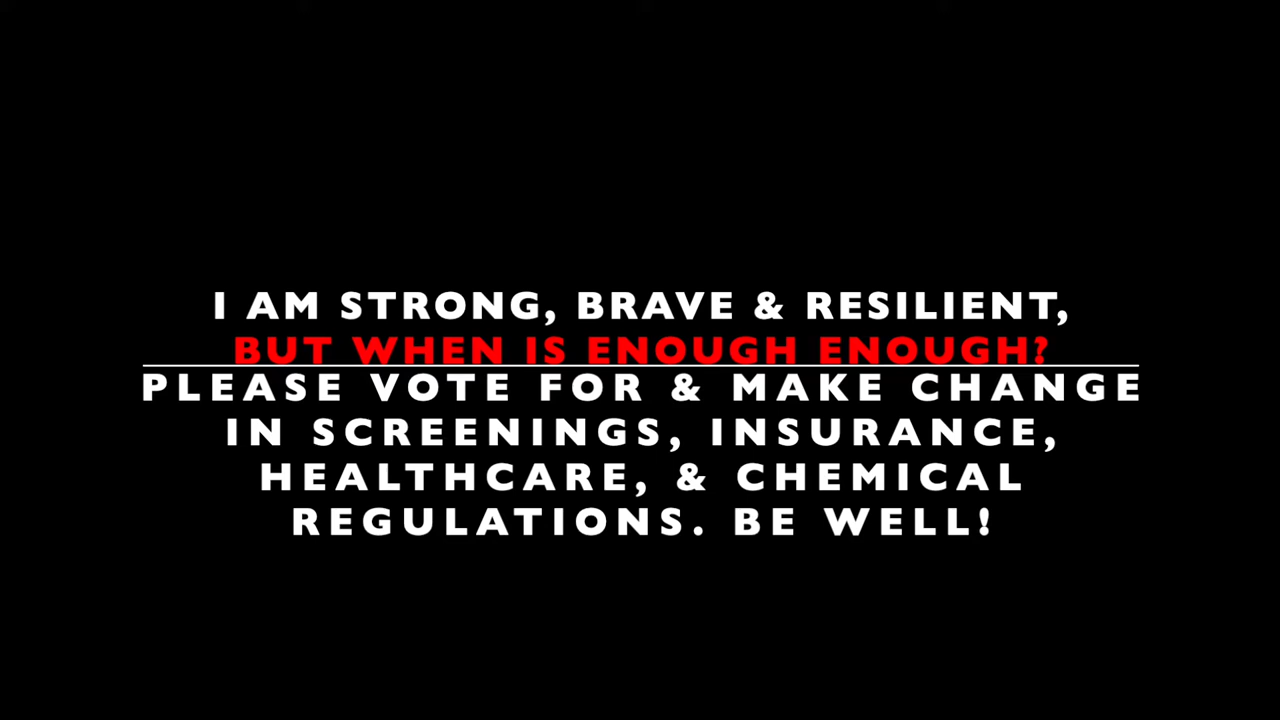 I AM STRONG, BRAVE & RESILIENT,
BUT WHEN IS ENOUGH ENOUGH?
PLEASE VOTE FOR & MAKE CHANGE
IN SCREENINGS, INSURANCE,
HEALTHCARE, & CHEMICAL
REGULATIONS. BE WELL!